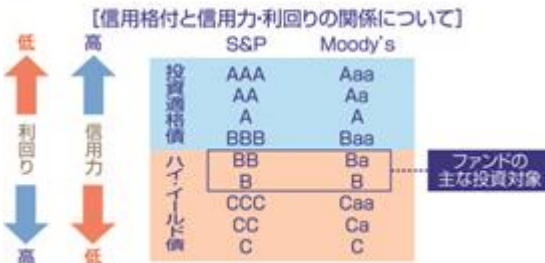 [信用格付と信用力・利回りの関係について]
低 高 S&P Moody's
利回り
信用力
投資適格債
AAA Aaa
AA Aa
A A
BBB Baa
ハイ・イールド債
BB Ba
B B
CCC Caa
CC Ca
C C
ファンドの
主な投資対象
高 低